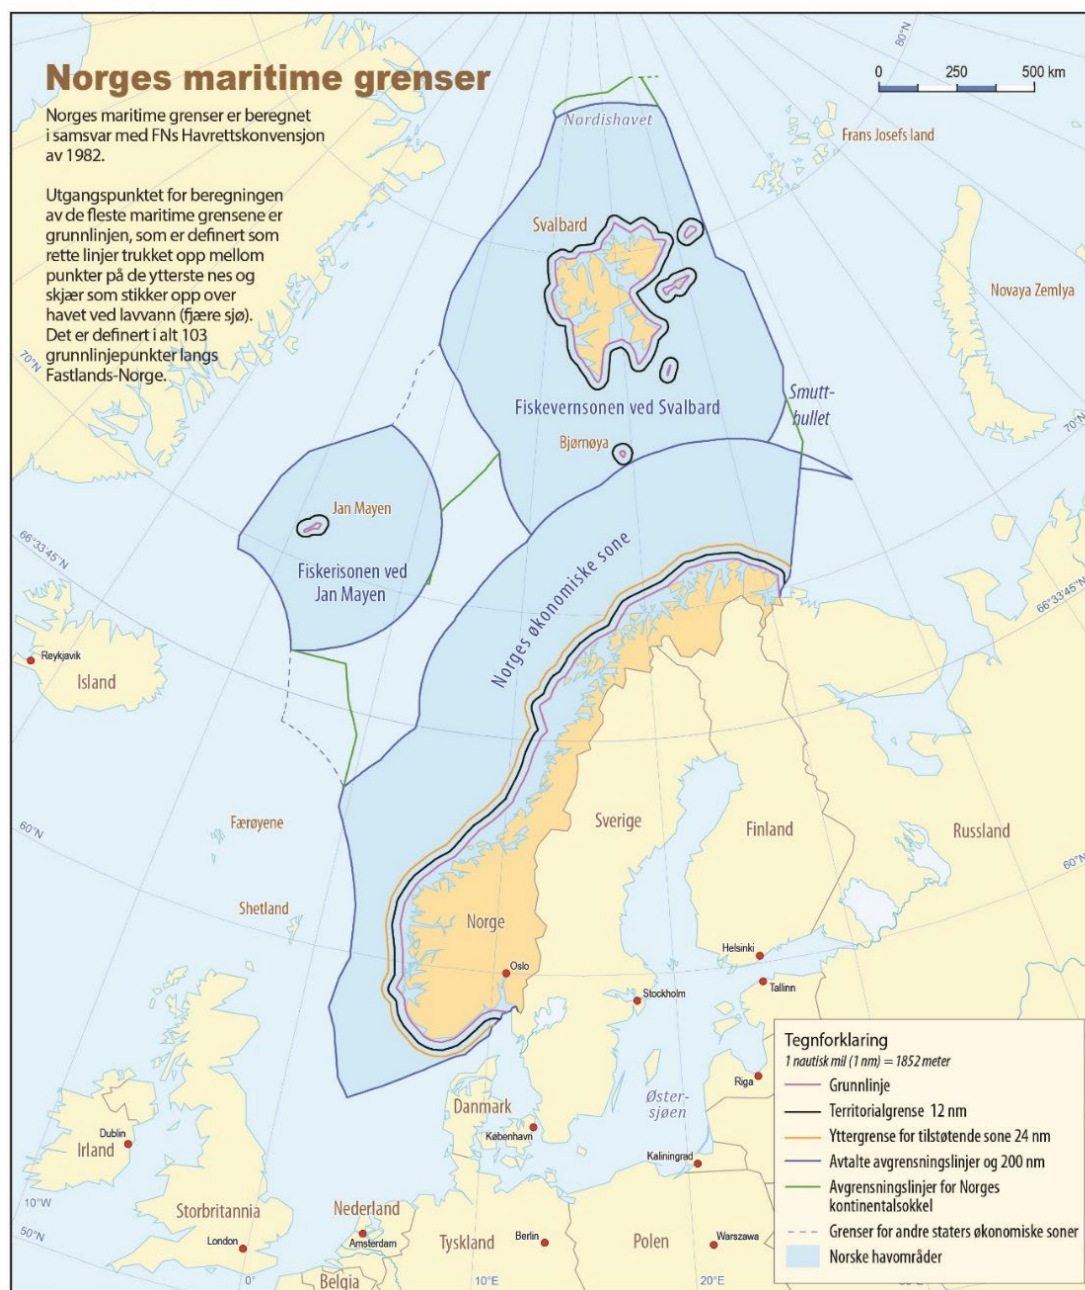 Norges maritime grenser
Norges maritime grenser er beregnet
i samsvar med FNs Havrettskonvensjon
av 1982.
Utgangspunktet for beregningen
av de fleste maritime grensene er
grunnlinjen, som er definert som
rette linjer trukket opp mellom
punkter på de ytterste nes og
skjær som stikker opp over
havet ved lavvann (fjære sjø).
Det er definert i alt 103
grunnlinjepunkter langs
Fastlands-Norge.
80°N
0 250 500 km
Nordishavet
Frans Josefs land
Svalbard
Novaya Zemlya
70°N
Smutt-
hullet
Fiskevernsonen ved Svalbard
70°N
Bjørnøya
Jan Mayen
66°33'45"N
Fiskerisonen ved
Jan Mayen
Norges økonomiske sone
66°33'45"N
Reykjavik
Island
Færøyene
60°N
Sverige
Finland
Russland
60°N
Shetland
Norge
Helsinki
Oslo
Tallinn
Stockholm
Riga
Øster-
sjøen
Danmark
København
Kaliningrad
Dublin
Irland
10°W
Storbritannia
Nederland
Amsterdam
London
50°N
Tyskland
Berlin
Polen
Warszawa
Belgia
0°
10°E
20°E
Tegnforklaring
1 nautisk mil (1 nm) = 1852 meter
Grunnlinje
Territorialgrense 12 nm
Yttergrense for tilstøtende sone 24 nm
Avtalte avgrensningslinjer og 200 nm
Avgrensningslinjer for Norges
kontinentalsokkel
Grenser for andre staters økonomiske soner
Norske havområder